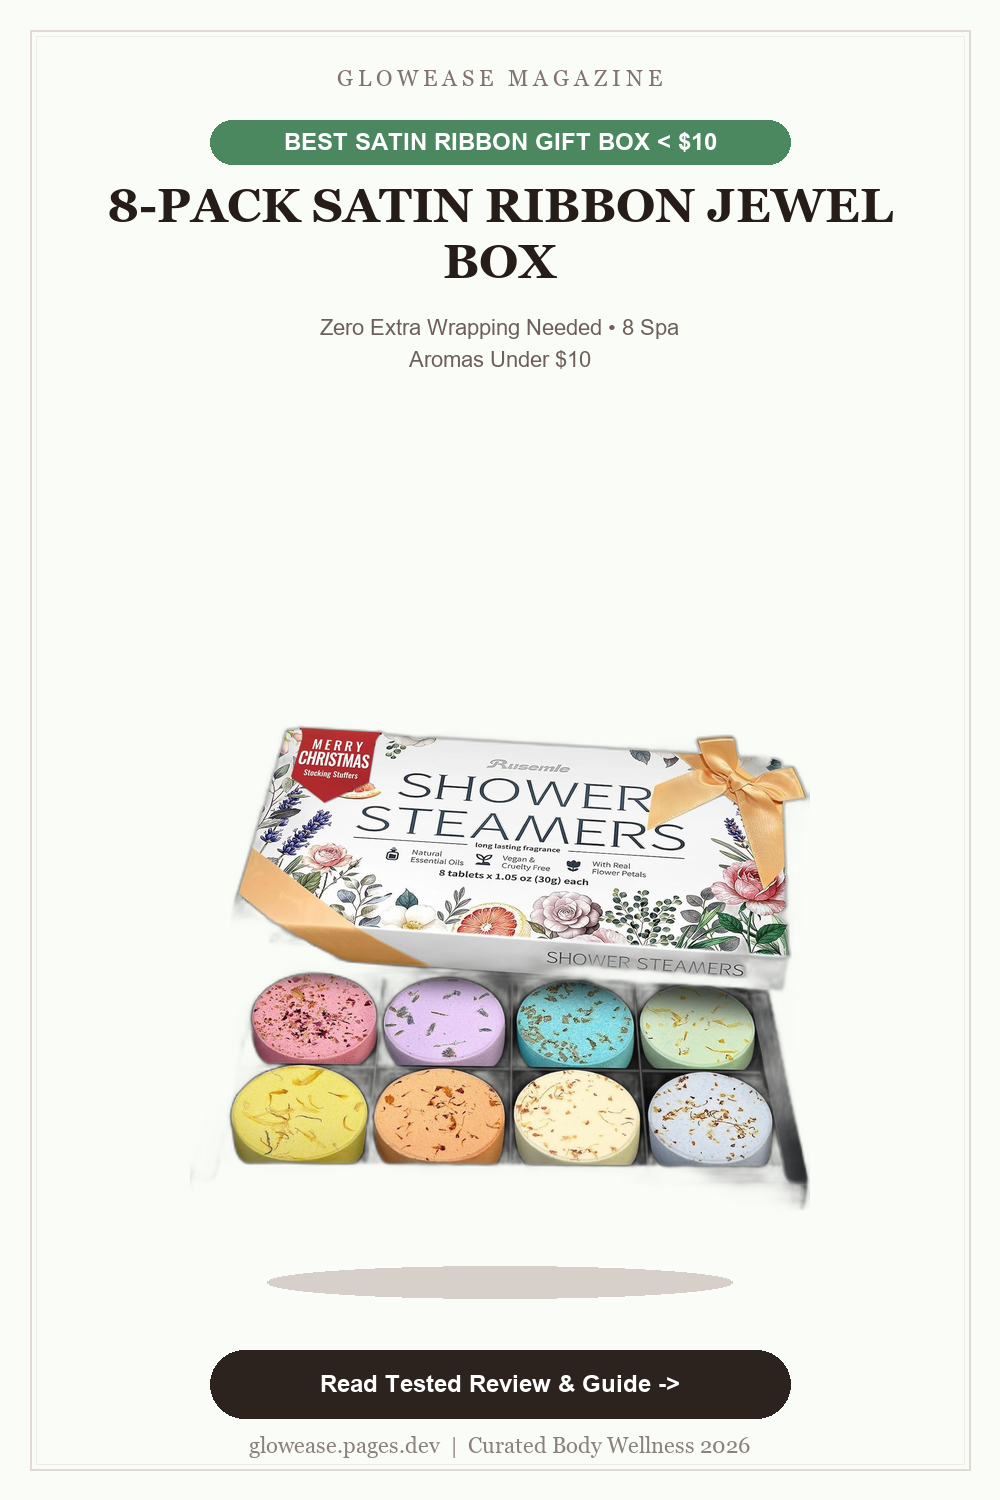 GLOWEASE MAGAZINE
BEST SATIN RIBBON GIFT BOX < $10
8-PACK SATIN RIBBON JEWEL
BOX
Zero Extra Wrapping Needed • 8 Spa
Aromas Under $10
MERRY
CHRISTMAS
Stocking Stuffers
Rusemle
SHOWER
STEAMERS
long lasting fragrance
Natural
Essential Oils
Vegan &
Cruelty Free
With Real
Flower Petals
8 tablets x 1.05 oz (30g) each
SHOWER STEAMERS
Read Tested Review & Guide ->
glowease.pages.dev | Curated Body Wellness 2026